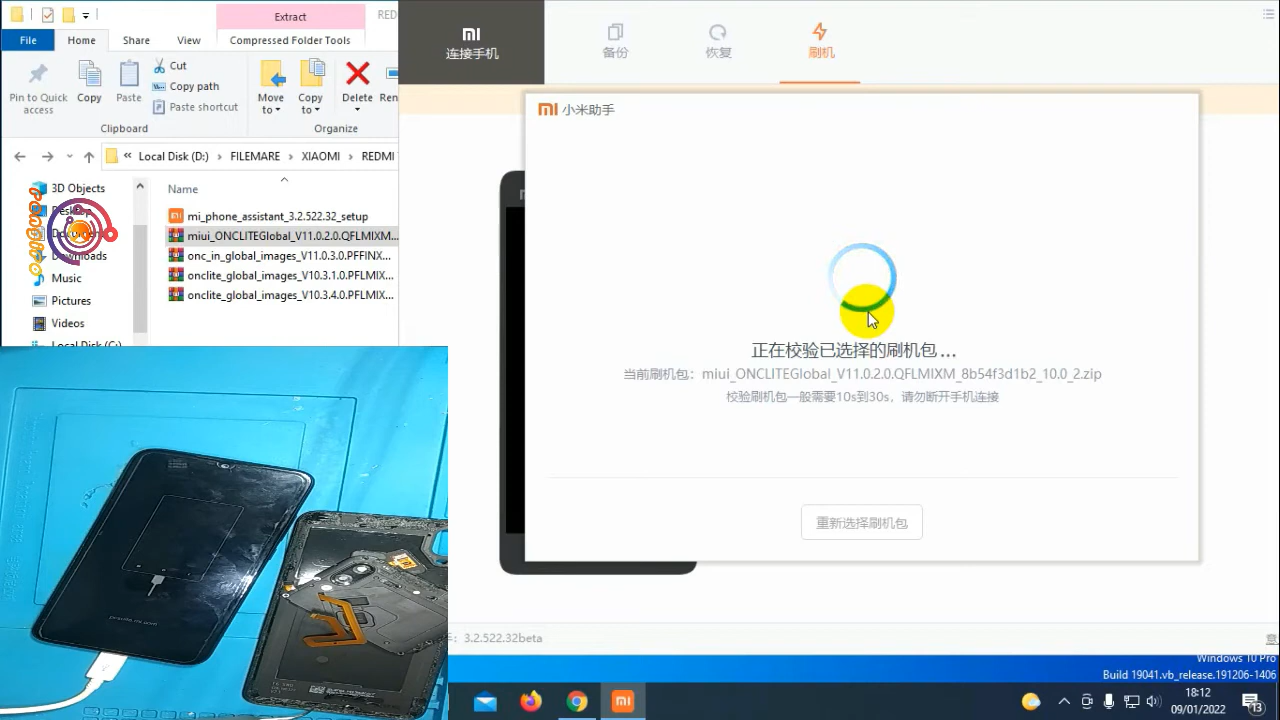 Extract
RED
File
Home
Share
View
Compressed Folder Tools
Pin to Quick
access
Copy
Paste
Cut
Copy path
Paste shortcut
Move
to
Copy
to
Delete
Ren
Clipboard
Organize
« Local Disk (D:) › FILEMARE › XIAOMI › REDMI
3D Objects
Music
Pictures
Videos
Local Disk (C:)
Downloads
Name
mi_phone_assistant_3.2.522.32_setup
miui_ONCLITEGlobal_V11.0.2.0.QFLMIXM...
onc_in_global_images_V11.0.3.0.PFFINX...
onclite_global_images_V10.3.1.0.PFLMIX...
onclite_global_images_V10.3.4.0.PFLMIX...
连接手机
备份
恢复
刷机
小米助手
正在校验已选择的刷机包 ...
当前刷机包：miui_ONCLITEGlobal_V11.0.2.0.QFLMIXM_8b54f3d1b2_10.0_2.zip
校验刷机包一般需要10s到30s，请勿断开手机连接
重新选择刷机包
：3.2.522.32beta
Windows 10 Pro
Build 19041.vb_release.191206-1406
18:12
09/01/2022
13